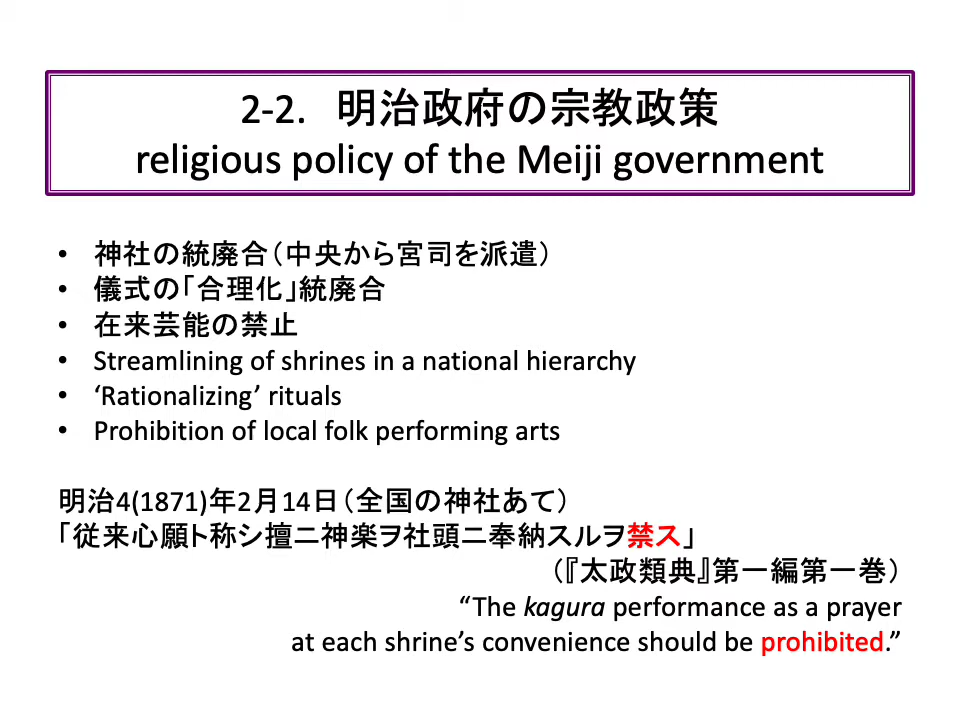 2-2.　明治政府の宗教政策
religious policy of the Meiji government
• 神社の統廃合（中央から宮司を派遣）
• 儀式の「合理化」統廃合
• 在来芸能の禁止
• Streamlining of shrines in a national hierarchy
• ‘Rationalizing’ rituals
• Prohibition of local folk performing arts
明治4(1871)年2月14日（全国の神社あて）
「従来心願ト称シ擅ニ神楽ヲ社頭ニ奉納スルヲ禁ス」
（『太政類典』第一編第一巻）
“The kagura performance as a prayer
at each shrine’s convenience should be prohibited.”